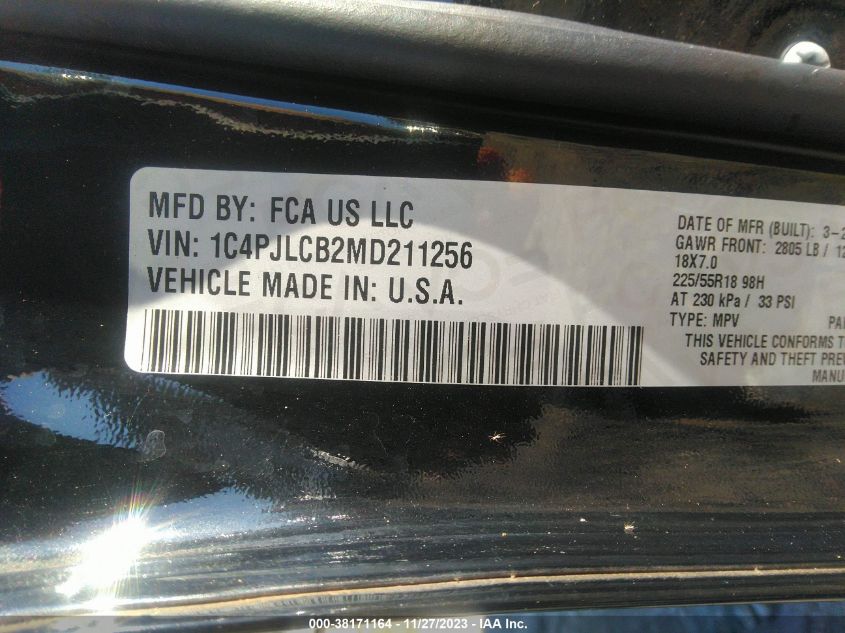 MFD BY: FCA US LLC
VIN: 1C4PJLCB2MD211256
VEHICLE MADE IN: U.S.A.
DATE OF MFR (BUILT): 3-2
GAWR FRONT: 2805 LB / 12
18X7.0
225/55R18 98H
AT 230 kPa / 33 PSI
TYPE: MPV PA
THIS VEHICLE CONFORMS T
SAFETY AND THEFT PRE
MANU
000-38171164 - 11/27/2023 - IAA Inc.